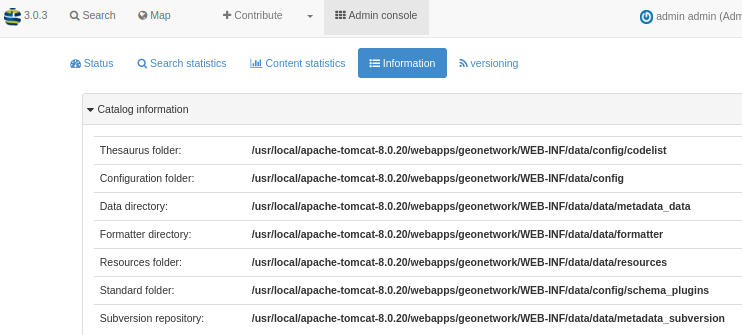 3.0.3 Search Map Contribute Admin console admin admin (Adm
Status Search statistics Content statistics Information versioning
Catalog information
Thesaurus folder: /usr/local/apache-tomcat-8.0.20/webapps/geonetwork/WEB-INF/data/config/codelist
Configuration folder: /usr/local/apache-tomcat-8.0.20/webapps/geonetwork/WEB-INF/data/config
Data directory: /usr/local/apache-tomcat-8.0.20/webapps/geonetwork/WEB-INF/data/data/metadata_data
Formatter directory: /usr/local/apache-tomcat-8.0.20/webapps/geonetwork/WEB-INF/data/data/formatter
Resources folder: /usr/local/apache-tomcat-8.0.20/webapps/geonetwork/WEB-INF/data/data/resources
Standard folder: /usr/local/apache-tomcat-8.0.20/webapps/geonetwork/WEB-INF/data/config/schema_plugins
Subversion repository: /usr/local/apache-tomcat-8.0.20/webapps/geonetwork/WEB-INF/data/data/metadata_subversion